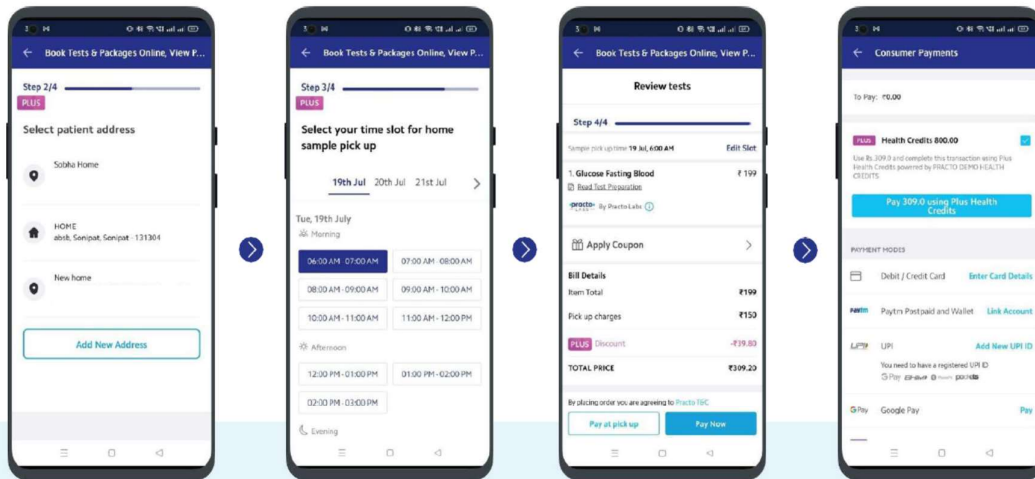 Book Tests & Packages Online, View P...
Step 2/4
PLUS
Select patient address
Sobha Home
HOME
absk, Sonipat, Sonipat - 131304
New home
Add New Address
Book Tests & Packages Online, View P...
Step 3/4
PLUS
Select your time slot for home
sample pick up
19th Jul 20th Jul 21st Jul
Tue, 19th July
Morning
06:00 AM - 07:00 AM 07:00 AM - 08:00 AM
08:00 AM - 09:00 AM 09:00 AM - 10:00 AM
10:00 AM - 11:00 AM 11:00 AM - 12:00 PM
Afternoon
12:00 PM - 01:00 PM 01:00 PM - 02:00 PM
02:00 PM - 03:00 PM
Evening
Book Tests & Packages Online, View P...
Review tests
Step 4/4
Sample pick up time 19 Jul, 6:00 AM Edit Slot
1. Glucose Fasting Blood ₹ 199
Read Test Preparation
•practo• LABS By Practo Labs
Apply Coupon
Bill Details
Item Total ₹199
Pick up charges ₹150
PLUS Discount -₹39.80
TOTAL PRICE ₹309.20
By placing order you are agreeing to Practo T&C
Pay at pick up Pay Now
Consumer Payments
To Pay: ₹0.00
PLUS Health Credits 800.00
Use Rs. 309.0 and complete this transaction using Plus
Health Credits powered by PRACTO DEMO HEALTH
CREDITS
Pay 309.0 using Plus Health
Credits
PAYMENT MODES
Debit / Credit Card Enter Card Details
Paytm Paytm Postpaid and Wallet Link Account
UPI UPI Add New UPI ID
You need to have a registered UPI ID
G Pay
G Pay Google Pay Pay